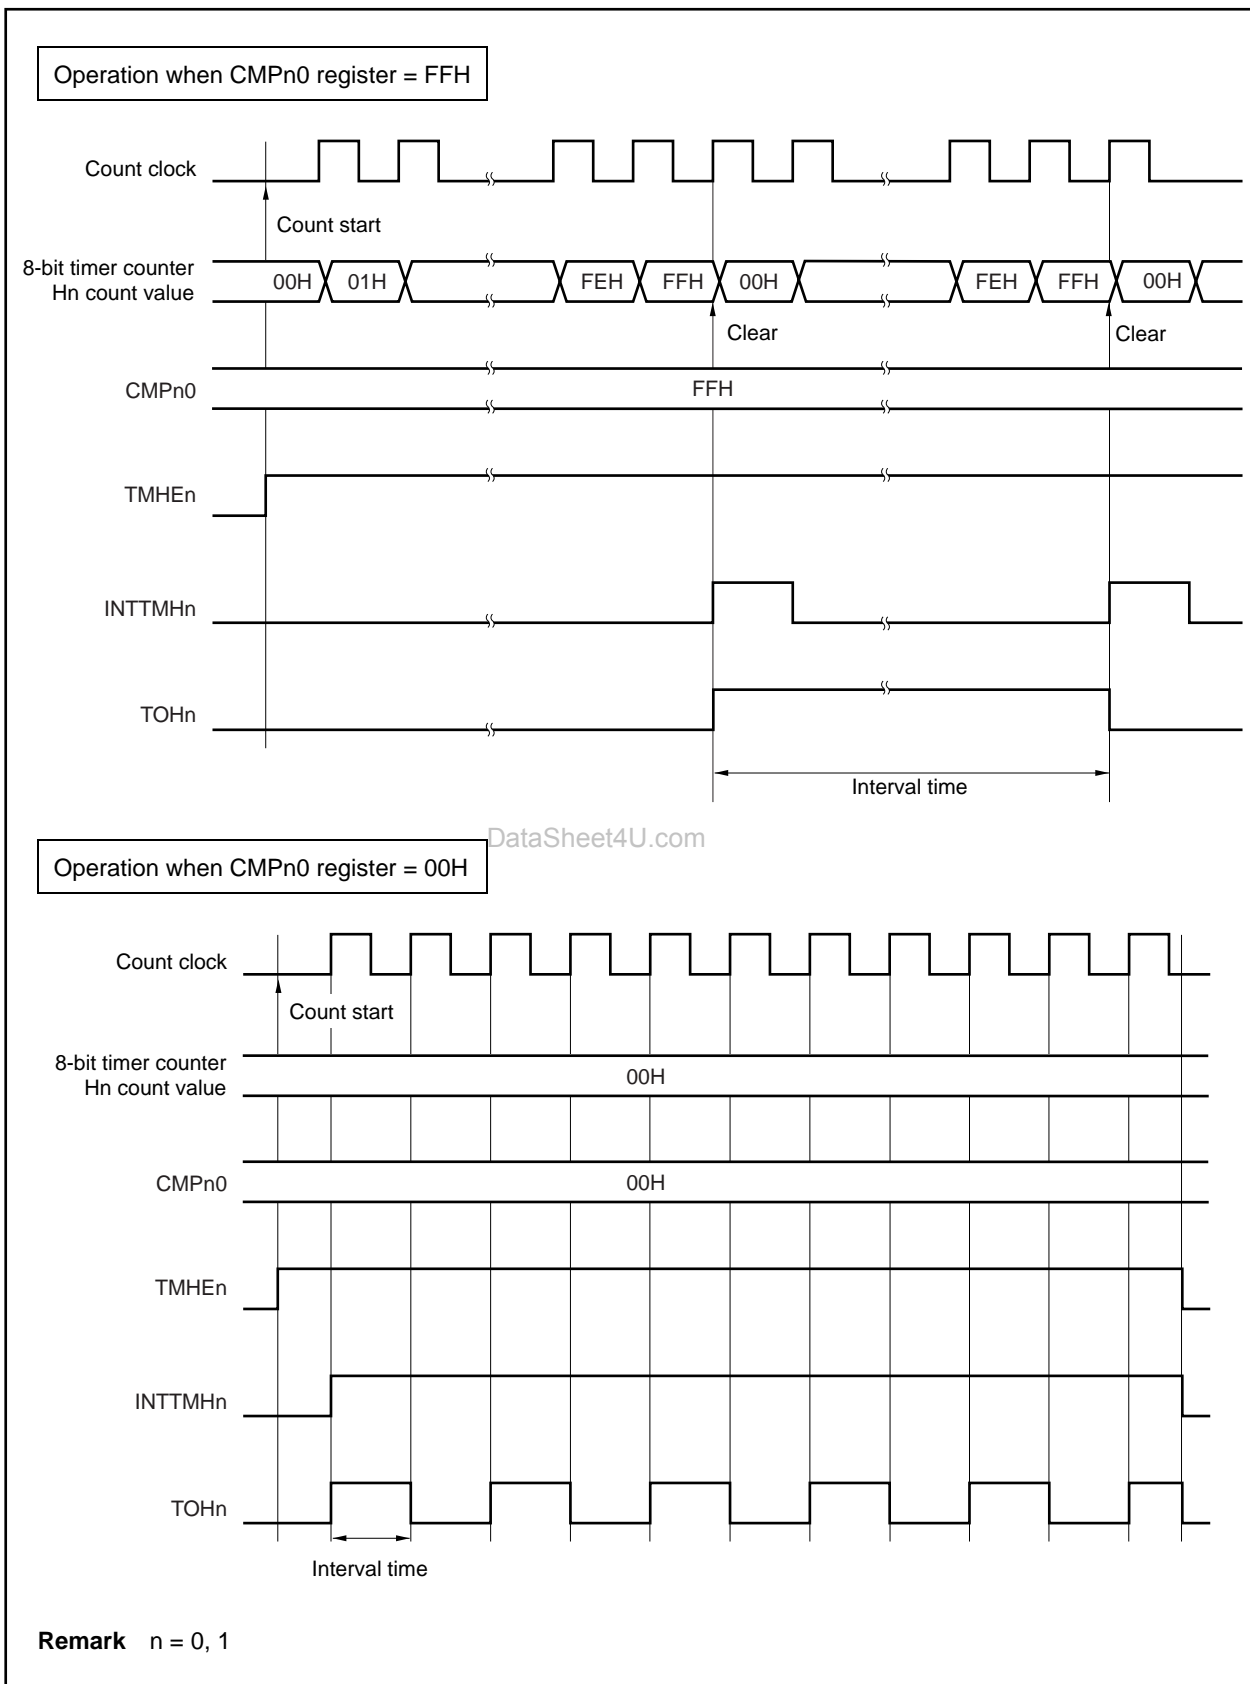 Operation when CMPn0 register = FFH
Count clock
Count start
8-bit timer counter
Hn count value
00H 01H FEH FFH 00H FEH FFH 00H
Clear Clear
CMPn0 FFH
TMHEn
INTTMHn
TOHn
Interval time
DataSheet4U.com
Operation when CMPn0 register = 00H
Count clock
Count start
8-bit timer counter
Hn count value
00H
CMPn0 00H
TMHEn
INTTMHn
TOHn
Interval time
Remark n = 0, 1